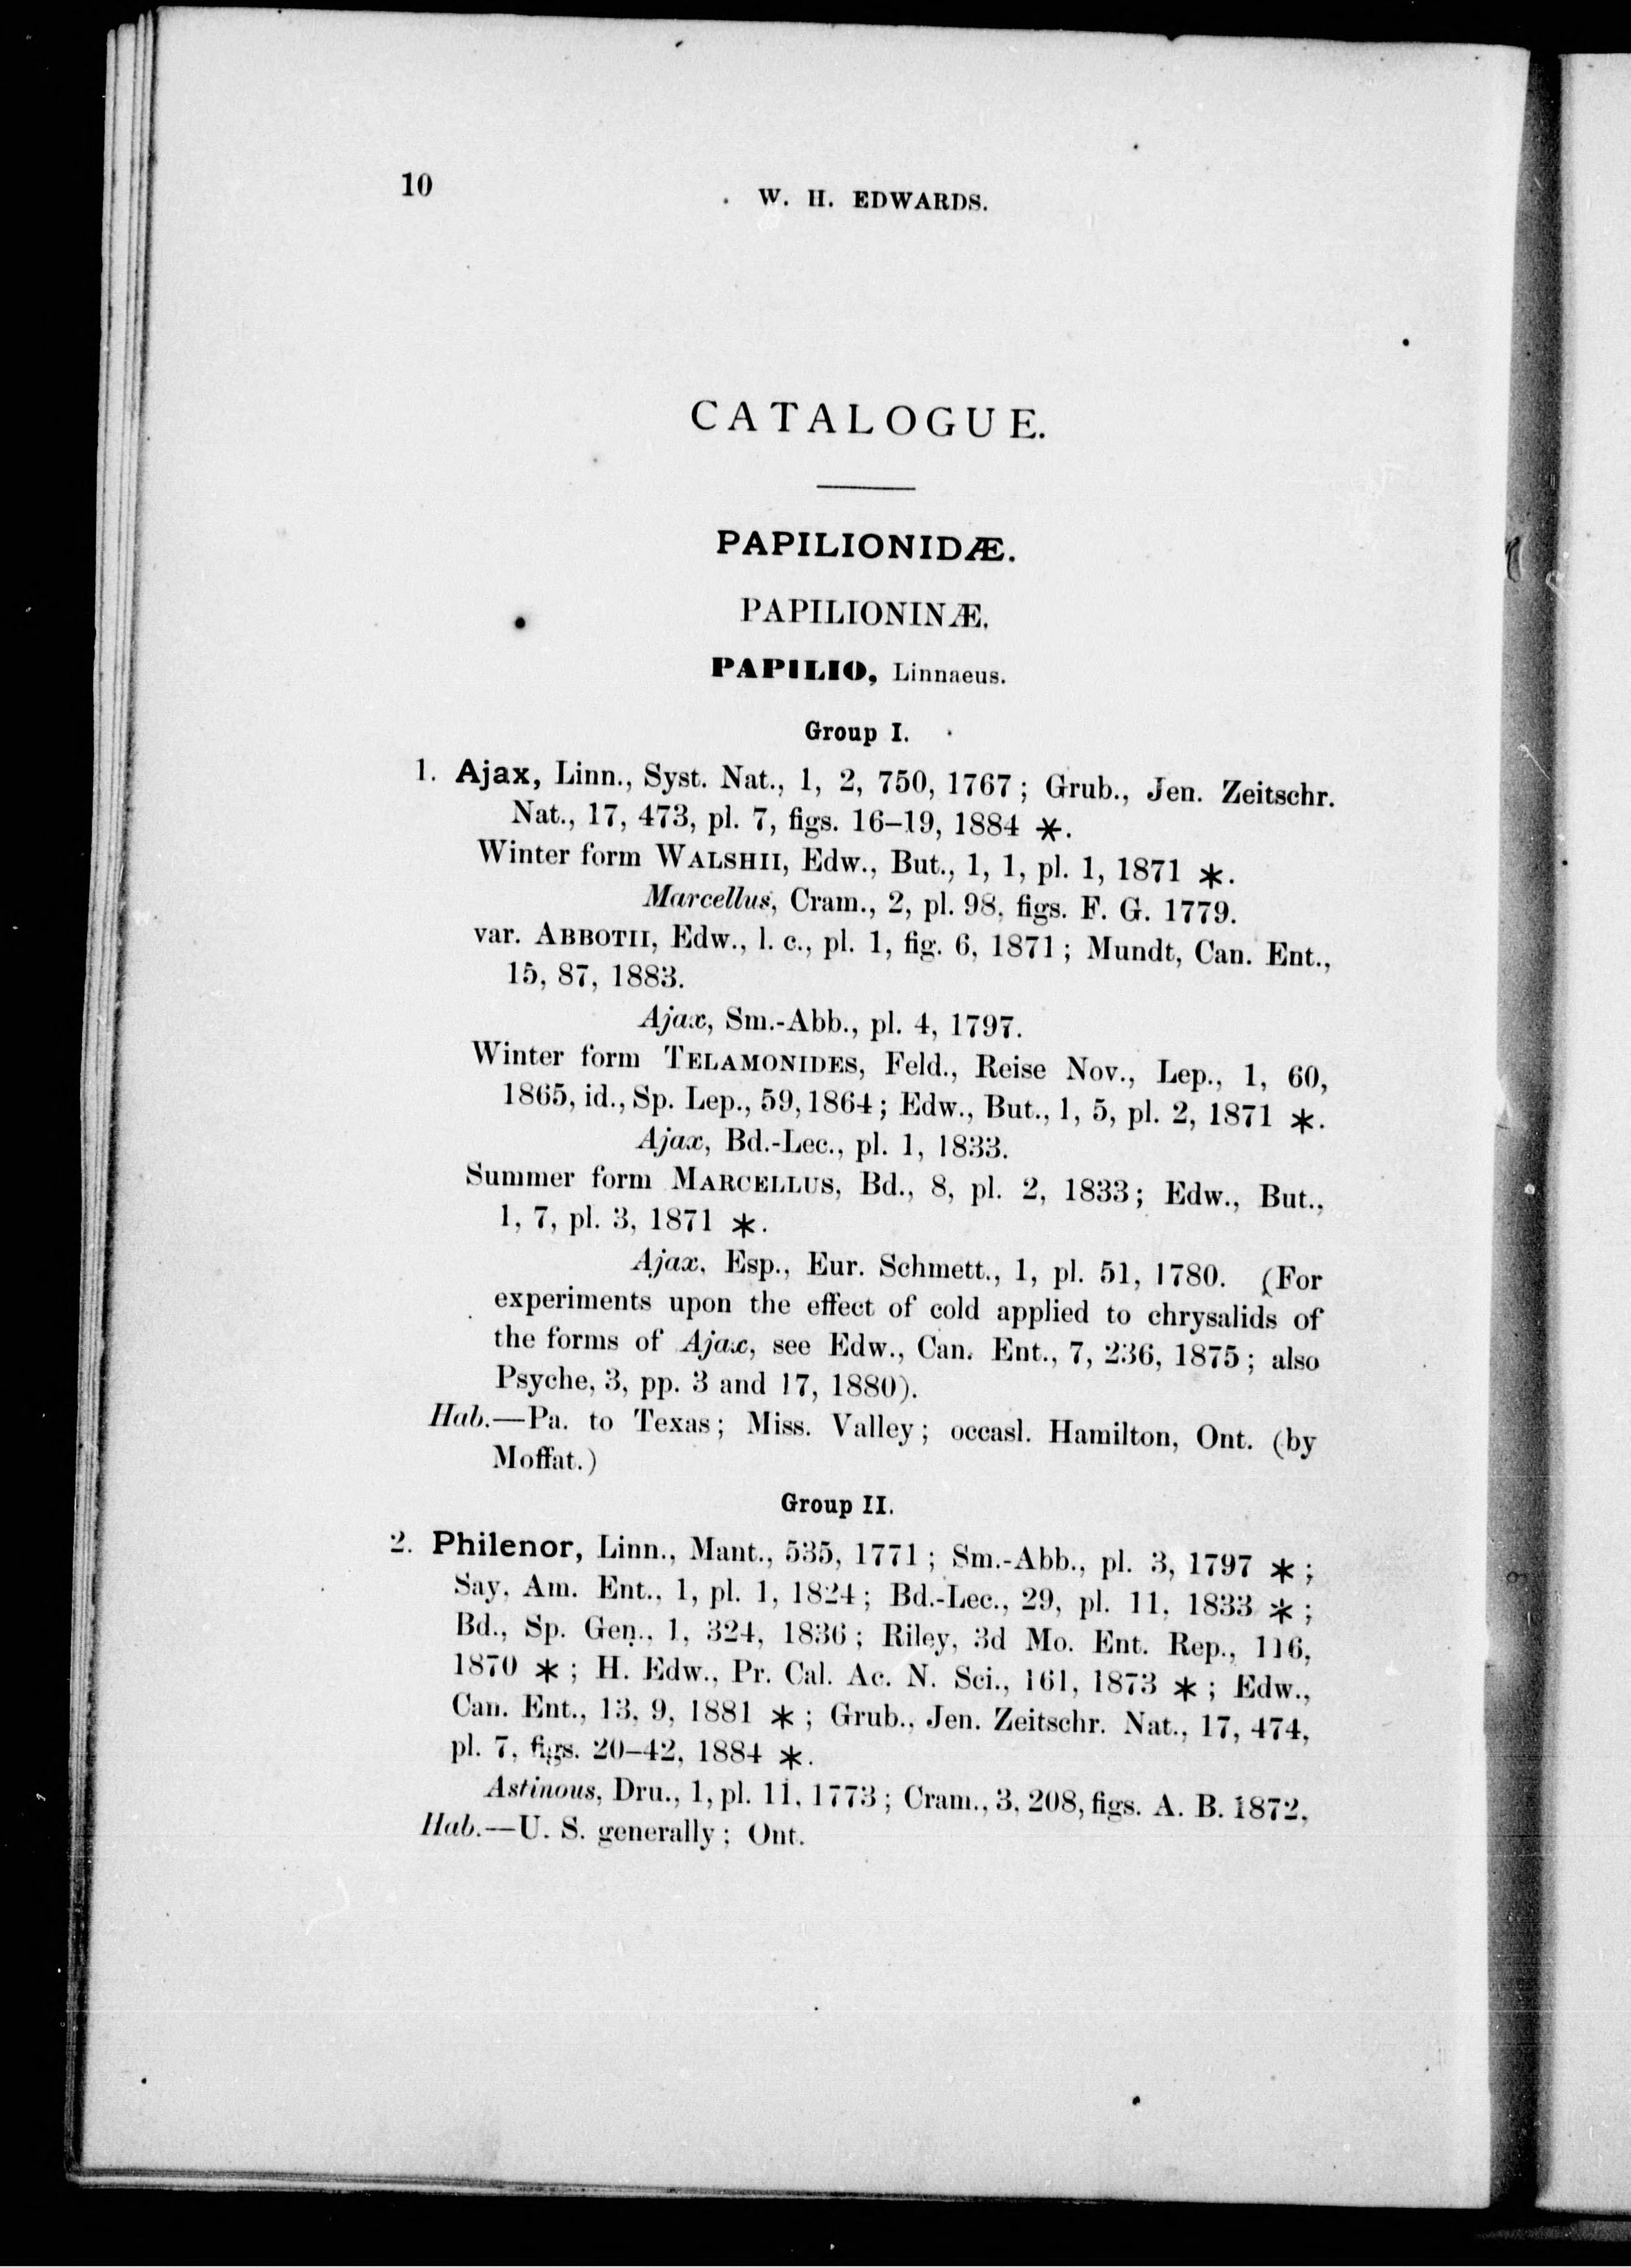 10
W. H. EDWARDS.
CATALOGUE.
PAPILIONIDÆ.
PAPILIONINÆ.
PAPILIO, Linnaeus.
Group I.
1. Ajax, Linn., Syst. Nat., 1, 2, 750, 1767; Grub., Jen. Zeitschr.
Nat., 17, 473, pl. 7, figs. 16–19, 1884 *.
Winter form WALSHII, Edw., But., 1, 1, pl. 1, 1871 *.
Marcellus, Cram., 2, pl. 98, figs. F. G. 1779.
var. ABBOTII, Edw., l. c., pl. 1, fig. 6, 1871; Mundt, Can. Ent.,
15, 87, 1883.
Ajax, Sm.-Abb., pl. 4, 1797.
Winter form TELAMONIDES, Feld., Reise Nov., Lep., 1, 60,
1865, id., Sp. Lep., 59, 1864; Edw., But., 1, 5, pl. 2, 1871 *.
Ajax, Bd.-Lec., pl. 1, 1833.
Summer form MARCELLUS, Bd., 8, pl. 2, 1833; Edw., But.,
1, 7, pl. 3, 1871 *.
Ajax, Esp., Eur. Schmett., 1, pl. 51, 1780. (For
experiments upon the effect of cold applied to chrysalids of
the forms of Ajax, see Edw., Can. Ent., 7, 236, 1875; also
Psyche, 3, pp. 3 and 17, 1880).
Hab.—Pa. to Texas; Miss. Valley; occasl. Hamilton, Ont. (by
Moffat.)
Group II.
2. Philenor, Linn., Mant., 535, 1771; Sm.-Abb., pl. 3, 1797 *;
Say, Am. Ent., 1, pl. 1, 1824; Bd.-Lec., 29, pl. 11, 1833 *;
Bd., Sp. Gen., 1, 324, 1836; Riley, 3d Mo. Ent. Rep., 116,
1870 *; H. Edw., Pr. Cal. Ac. N. Sci., 161, 1873 *; Edw.,
Can. Ent., 13, 9, 1881 *; Grub., Jen. Zeitschr. Nat., 17, 474,
pl. 7, figs. 20–42, 1884 *.
Astinous, Dru., 1, pl. 11, 1773; Cram., 3, 208, figs. A. B. 1872,
Hab.—U. S. generally; Ont.